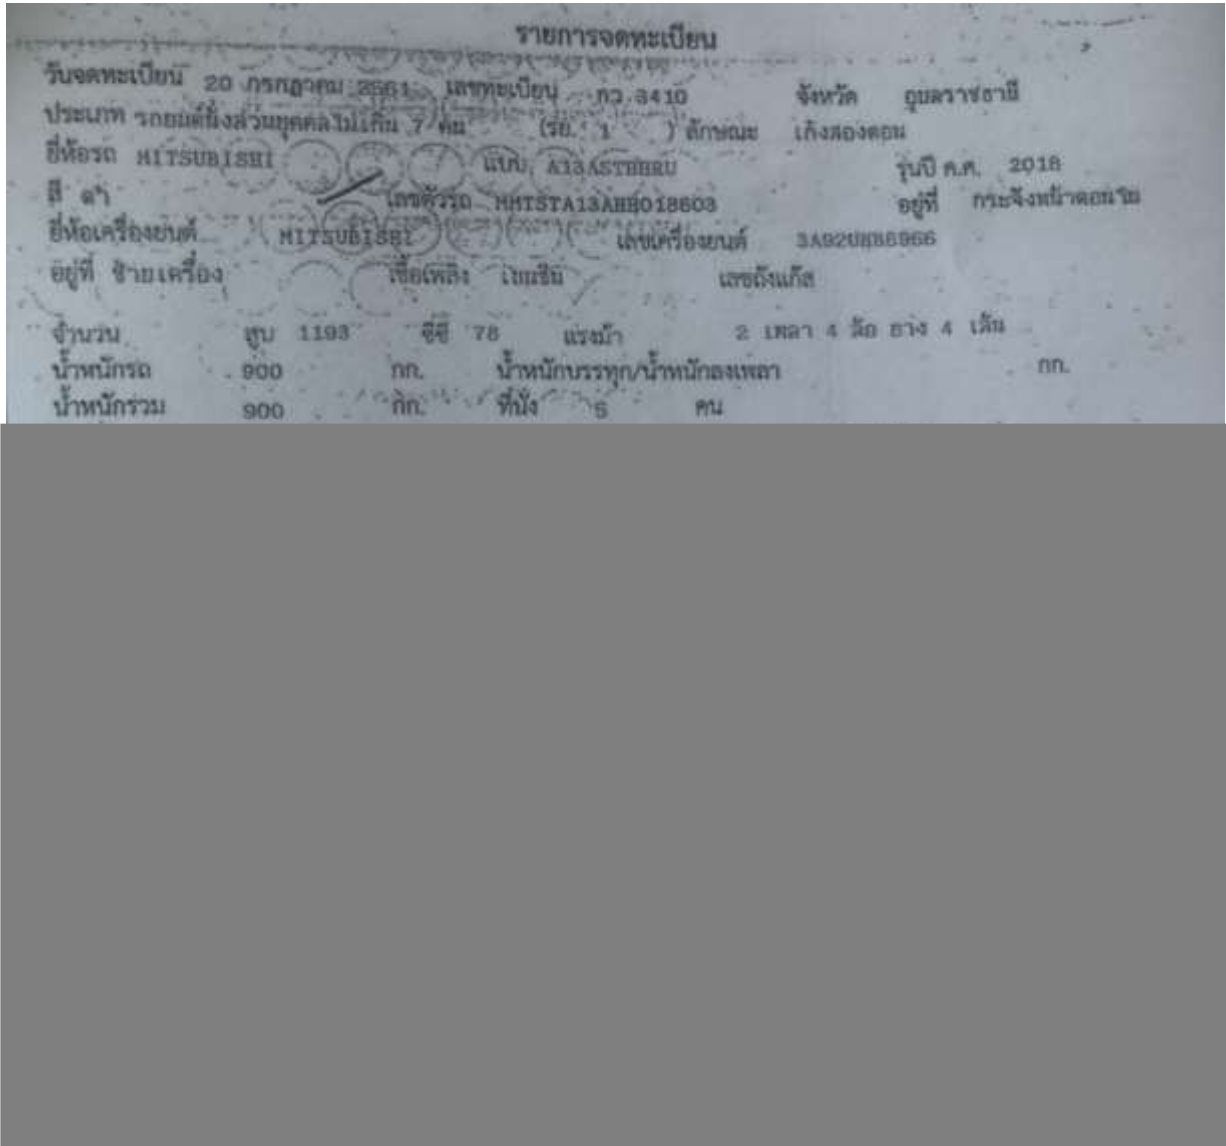 รายการจดทะเบียน
วันจดทะเบียน 20 กรกฎาคม 2561 เลขทะเบียน กว 3410 จังหวัด อุบลราชธานี
ประเภท รถยนต์นั่งส่วนบุคคลไม่เกิน 7 คน (รย. 1 ) ลักษณะ เก๋งสองตอน
ยี่ห้อรถ MITSUBISHI แบบ A13ASTHHRU รุ่นปี ค.ศ. 2018
สี ดำ เลขตัวรถ อยู่ที่ กระจังหน้าตอนใน
ยี่ห้อเครื่องยนต์ MITSUBISHI เลขเครื่องยนต์
อยู่ที่ ซ้ายเครื่อง เชื้อเพลิง เบนซิน เลขถังแก๊ส
จำนวน สูบ 1193 ซีซี 78 แรงม้า 2 เพลา 4 ล้อ ยาง 4 เส้น
น้ำหนักรถ 900 กก. น้ำหนักบรรทุก/น้ำหนักลงเพลา กก.
น้ำหนักรวม 900 กก. ที่นั่ง 5 คน